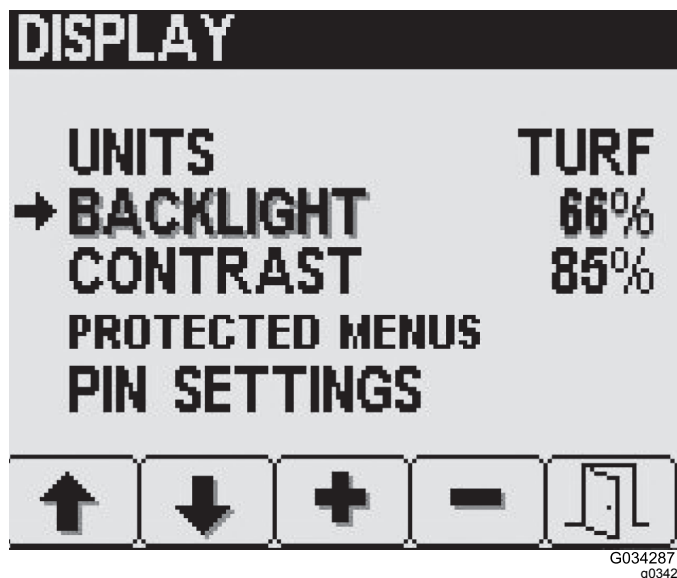 DISPLAY
UNITS TURF
BACKLIGHT 66%
CONTRAST 85%
PROTECTED MENUS
PIN SETTINGS
G034287
g0342